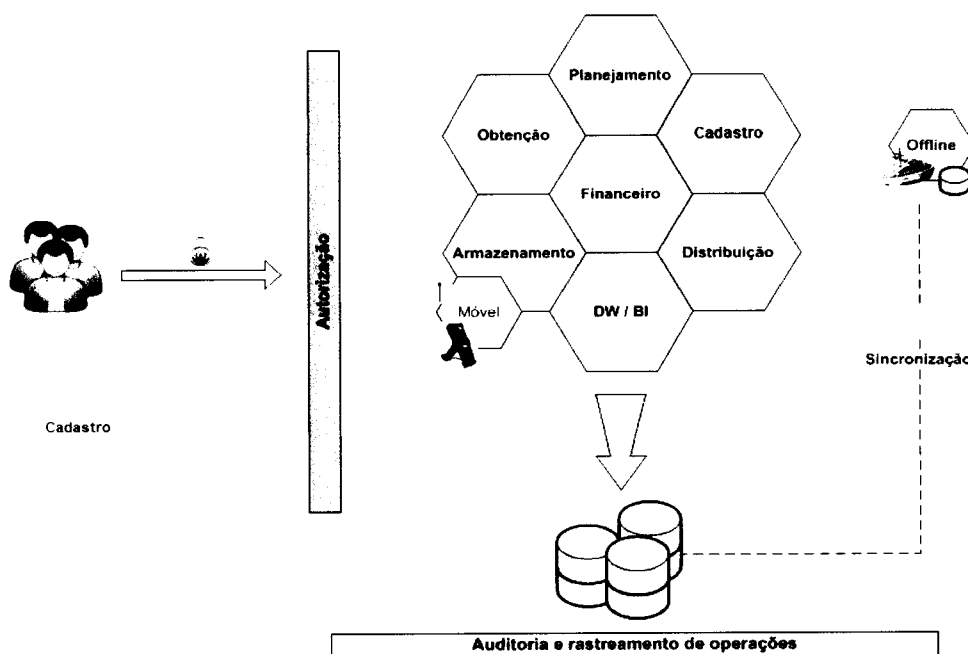 Planejamento
Obtenção
Cadastro
Offline
Financeiro
Armazenamento
Distribuição
Autorização
Móvel
DW / BI
Sincronização
Cadastro
Auditoria e rastreamento de operações